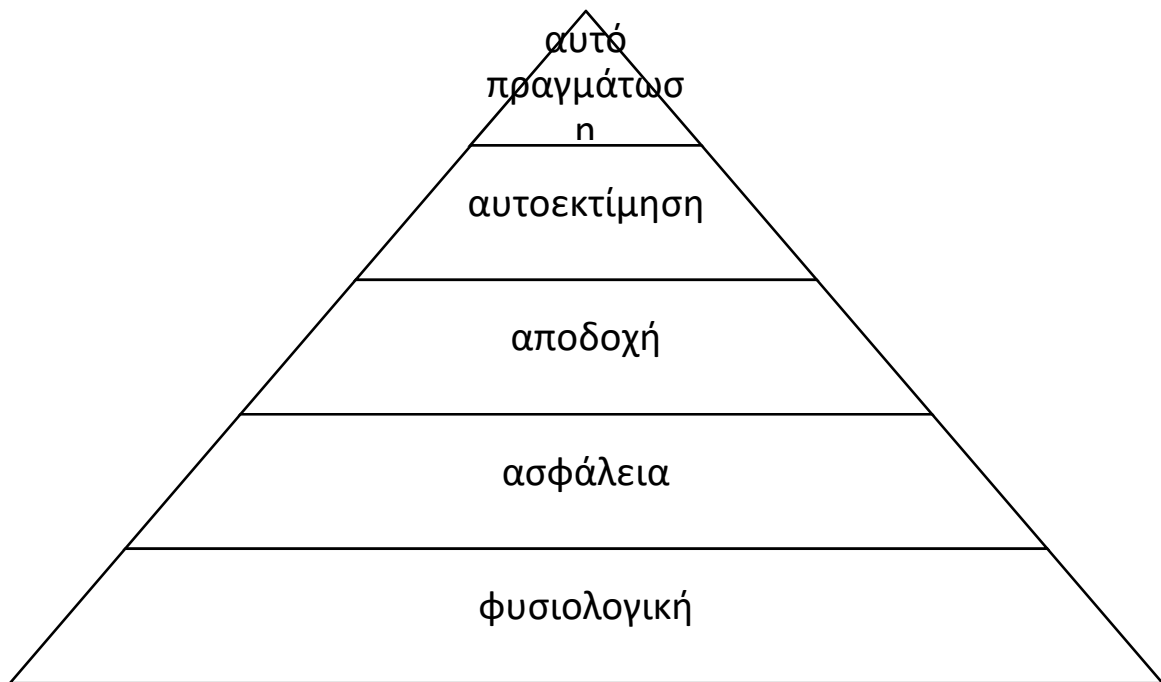 αυτό
πραγμάτωσ
η
αυτοεκτίμηση
αποδοχή
ασφάλεια
φυσιολογική